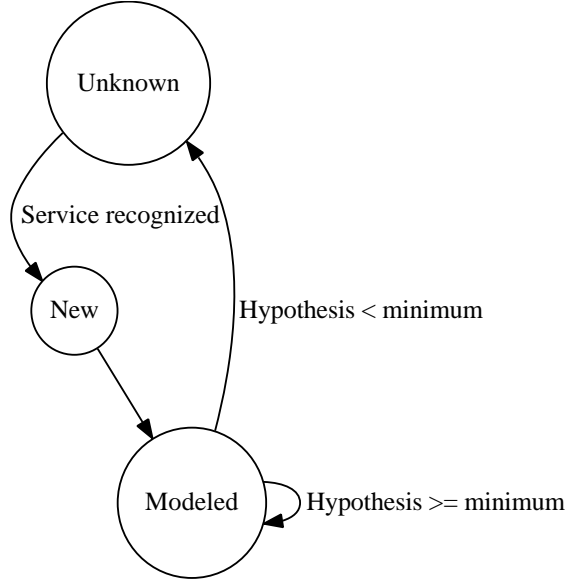 Unknown
Service recognized
New
Hypothesis < minimum
Modeled
Hypothesis >= minimum